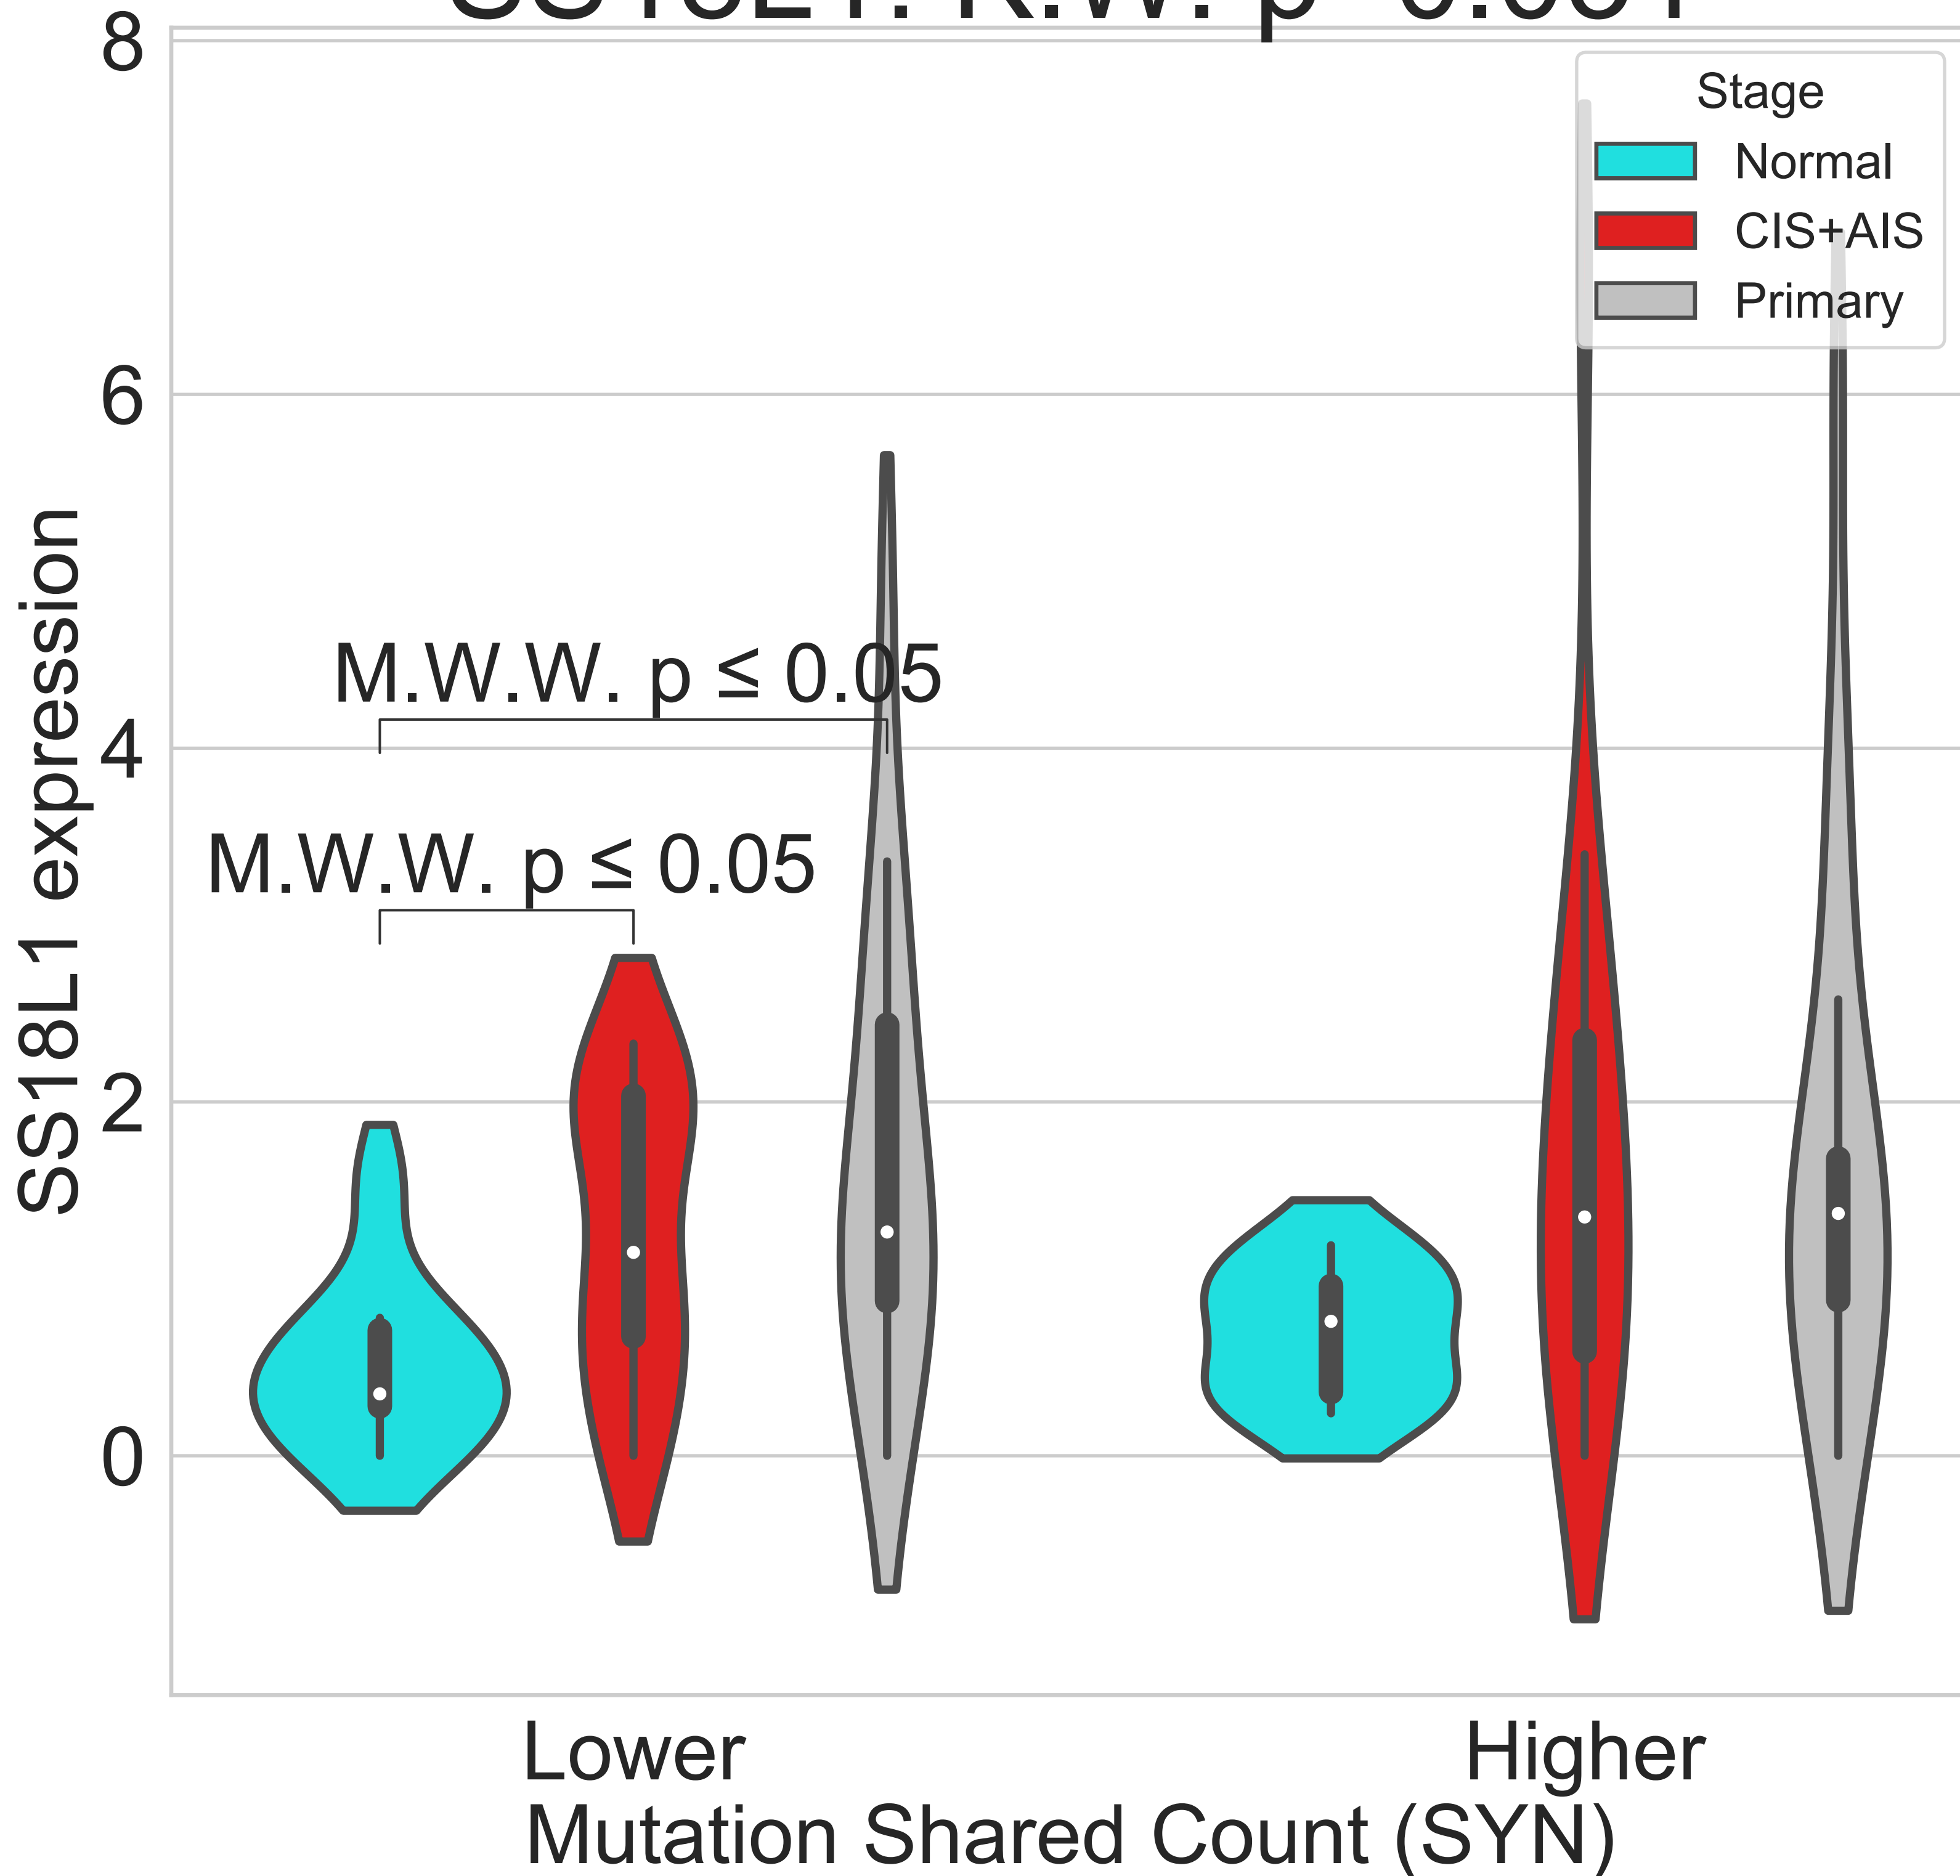 8
6
4
2
0
SS18L1 expression
Stage
Normal
CIS+AIS
Primary
M.W.W. p ≤ 0.05
M.W.W. p ≤ 0.05
Lower
Higher
Mutation Shared Count (SYN)